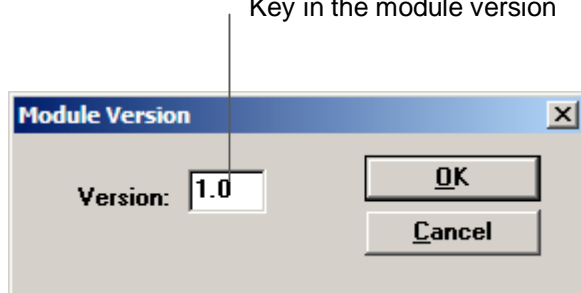 Key in the module version
Module Version
Version: 1.0
OK
Cancel